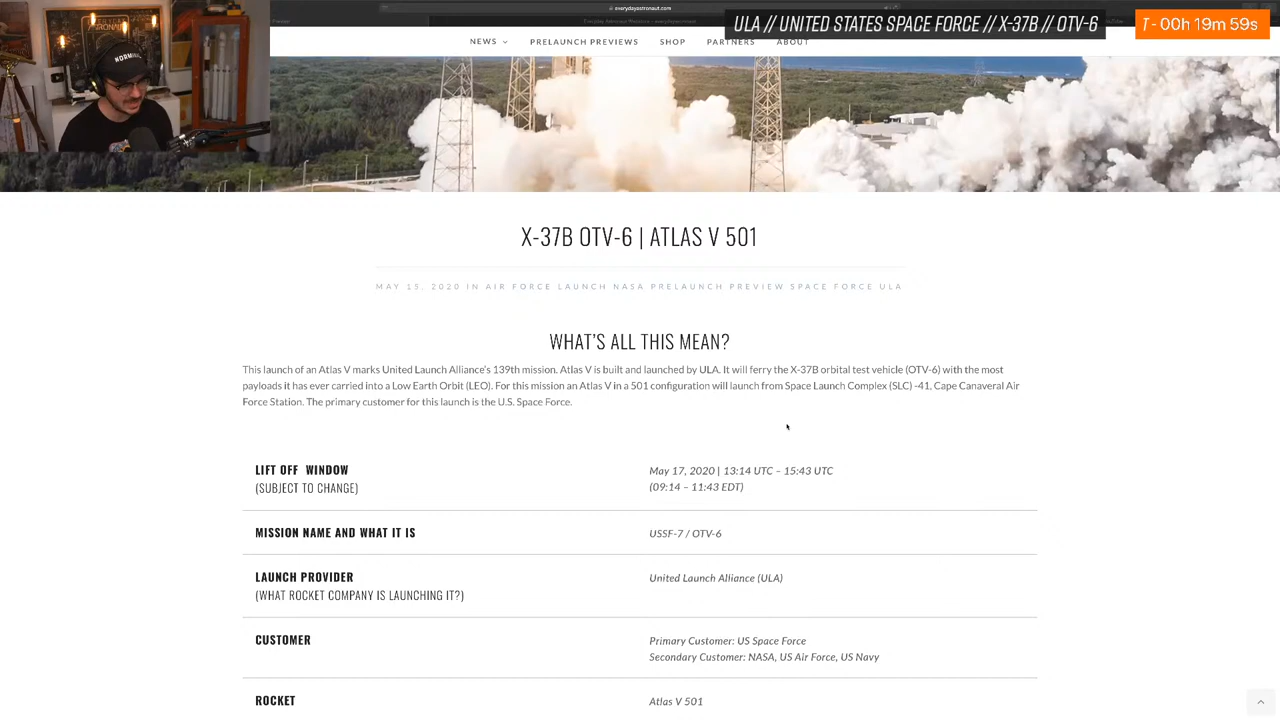 everydayastronaut.com
Everyday Astronaut Website – everydayastronaut
ULA // UNITED STATES SPACE FORCE // X-37B // OTV-6
T- 00h 19m 59s
NEWS PRELAUNCH PREVIEWS SHOP PARTNERS ABOUT
X-37B OTV-6 | ATLAS V 501
MAY 15, 2020 IN AIR FORCE LAUNCH NASA PRELAUNCH PREVIEW SPACE FORCE ULA
WHAT'S ALL THIS MEAN?
This launch of an Atlas V marks United Launch Alliance's 139th mission. Atlas V is built and launched by ULA. It will ferry the X-37B orbital test vehicle (OTV-6) with the most
payloads it has ever carried into a Low Earth Orbit (LEO). For this mission an Atlas V in a 501 configuration will launch from Space Launch Complex (SLC) -41, Cape Canaveral Air
Force Station. The primary customer for this launch is the U.S. Space Force.
LIFT OFF WINDOW
(SUBJECT TO CHANGE)
May 17, 2020 | 13:14 UTC – 15:43 UTC
(09:14 – 11:43 EDT)
MISSION NAME AND WHAT IT IS
USSF-7 / OTV-6
LAUNCH PROVIDER
(WHAT ROCKET COMPANY IS LAUNCHING IT?)
United Launch Alliance (ULA)
CUSTOMER
Primary Customer: US Space Force
Secondary Customer: NASA, US Air Force, US Navy
ROCKET
Atlas V 501